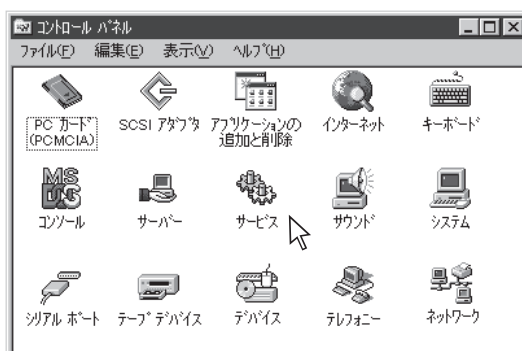 コントロール パネル
ファイル(F) 編集(E) 表示(V) ヘルプ(H)
PC カード
(PCMCIA)
SCSI アダプタ
アプリケーションの
追加と削除
インターネット
キーボード
MS
DOS
コンソール
サーバー
サービス
サウンド
システム
シリアル ポート
テープ デバイス
デバイス
テレフォニー
ネットワーク